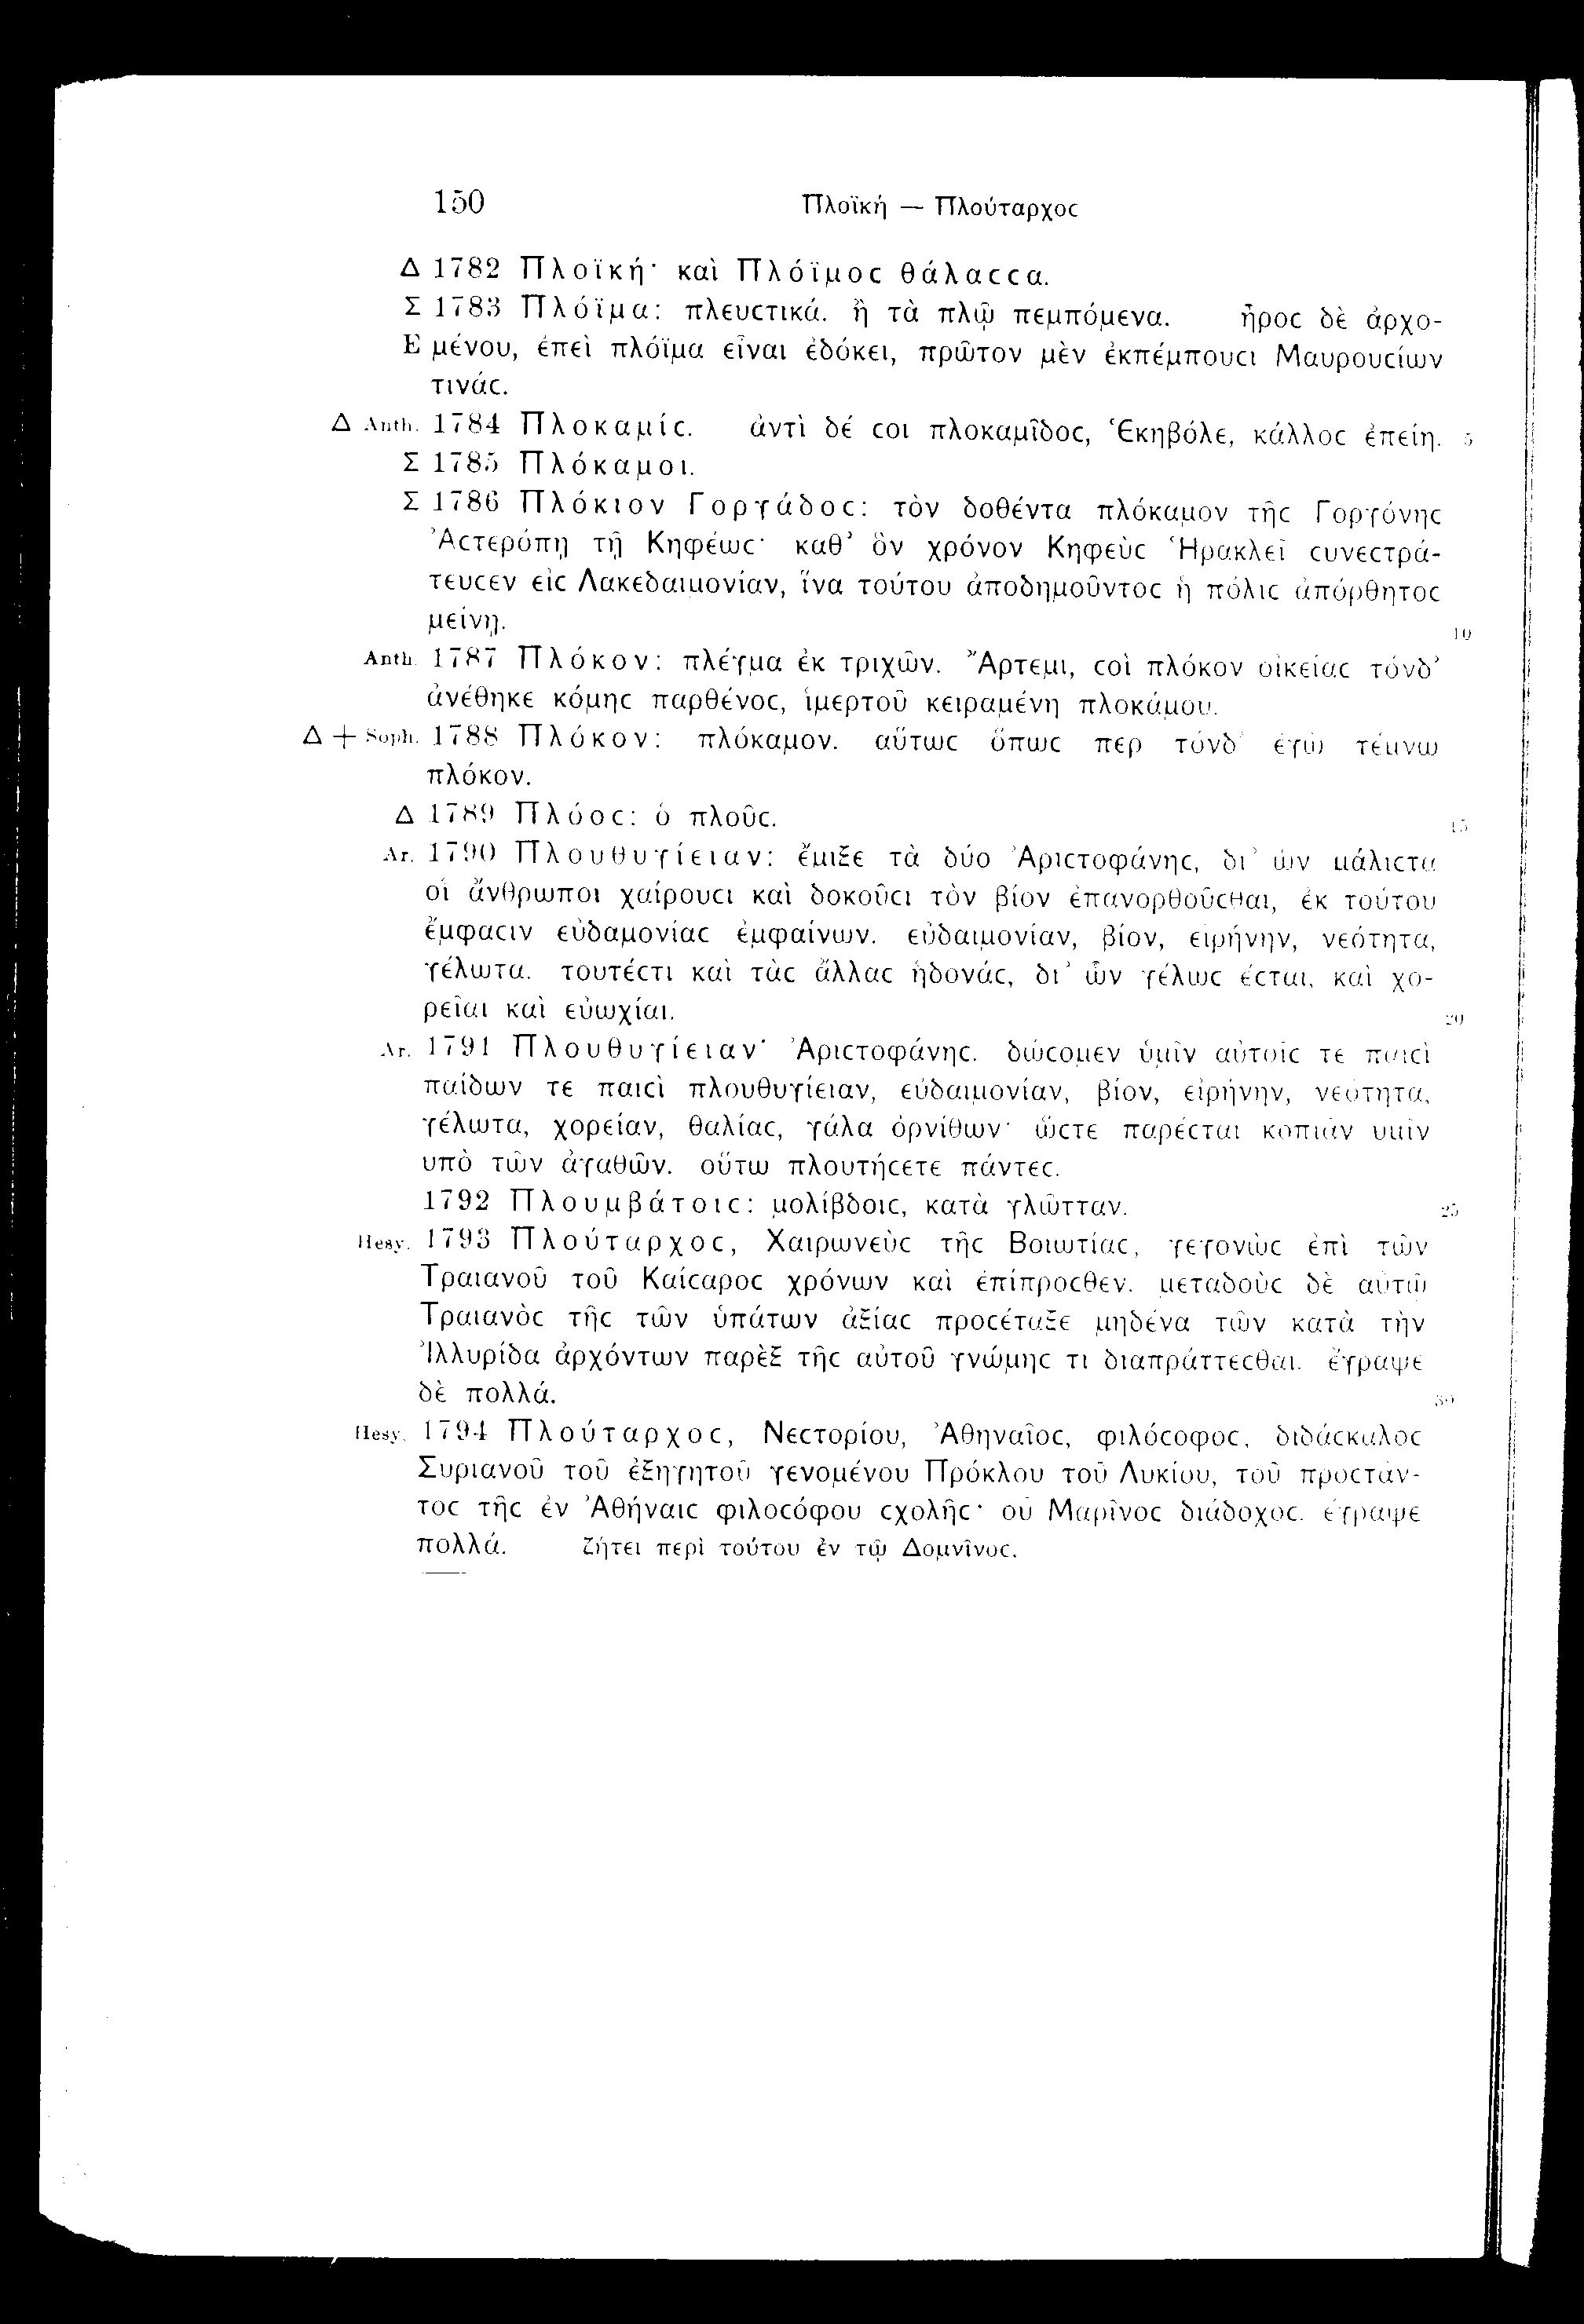 150 Πλοϊκή — Πλούταρχοϲ
Δ 1782 Πλοϊκή· καὶ Πλόϊμοϲ θάλαϲϲα.
Σ 1783 Πλόϊμα: πλευϲτικά. ἢ τὰ πλῷ πεμπόμενα. ἦροϲ δὲ ἀρχο-
E μένου, ἐπεὶ πλόϊμα εἶναι ἐδόκει, πρῶτον μὲν ἐκπέμπουϲι Μαυρουϲίων
τινάϲ.
Δ Anth. 1784 Πλοκαμίϲ. ἀντὶ δέ ϲοι πλοκαμῖδοϲ, Ἑκηβόλε, κάλλοϲ ἐπείη. 5
Σ 1785 Πλόκαμοι.
Σ 1786 Πλόκιον Γοργάδοϲ: τὸν δοθέντα πλόκαμον τῆϲ Γοργόνηϲ
Ἀϲτερόπῃ τῇ Κηφέωϲ· καθ’ ὃν χρόνον Κηφεὺϲ Ἡρακλεῖ ϲυνεϲτρά-
τευϲεν εἰϲ Λακεδαιμονίαν, ἵνα τούτου ἀποδημοῦντοϲ ἡ πόλιϲ ἀπόρθητοϲ
μείνῃ. 10
Anth. 1787 Πλόκον: πλέγμα ἐκ τριχῶν. Ἄρτεμι, ϲοὶ πλόκον οἰκείαϲ τόνδ’
ἀνέθηκε κόμηϲ παρθένοϲ, ἱμερτοῦ κειραμένη πλοκάμου.
Δ + Soph. 1788 Πλόκον: πλόκαμον. αὕτωϲ ὅπωϲ περ τόνδ’ ἐγὼ τέμνω
πλόκον.
Δ 1789 Πλόοϲ: ὁ πλοῦϲ. 15
Ar. 1790 Πλουθυγίειαν: ἔμιξε τὰ δύο Ἀριϲτοφάνηϲ, δι’ ὧν μάλιϲτα
οἱ ἄνθρωποι χαίρουϲι καὶ δοκοῦϲι τὸν βίον ἐπανορθοῦϲθαι, ἐκ τούτου
ἔμφαϲιν εὐδαμονίαϲ ἐμφαίνων. εὐδαιμονίαν, βίον, εἰρήνην, νεότητα,
γέλωτα. τουτέϲτι καὶ τὰϲ ἄλλαϲ ἡδονάϲ, δι’ ὧν γέλωϲ ἐϲται, καὶ χο-
ρεῖαι καὶ εὐωχίαι. 20
Ar. 1791 Πλουθυγίειαν· Ἀριϲτοφάνηϲ. δώϲομεν ὑμῖν αὐτοῖϲ τε παιϲὶ
παίδων τε παιϲὶ πλουθυγίειαν, εὐδαιμονίαν, βίον, εἰρήνην, νεότητα,
γέλωτα, χορείαν, θαλίαϲ, γάλα ὀρνίθων· ὥϲτε παρέϲται κοπιᾶν ὑμῖν
ὑπὸ τῶν ἀγαθῶν. οὕτω πλουτήϲετε πάντεϲ.
1792 Πλουμβάτοιϲ: μολίβδοιϲ, κατὰ γλῶτταν. 25
Hesy. 1793 Πλούταρχοϲ, Χαιρωνεὺϲ τῆϲ Βοιωτίαϲ, γεγονὼϲ ἐπὶ τῶν
Τραιανοῦ τοῦ Καίϲαροϲ χρόνων καὶ ἐπίπροϲθεν. μεταδοὺϲ δὲ αὐτῷ
Τραιανὸϲ τῆϲ τῶν ὑπάτων ἀξίαϲ προϲέταξε μηδένα τῶν κατὰ τὴν
Ἰλλυρίδα ἀρχόντων παρὲξ τῆϲ αὐτοῦ γνώμηϲ τι διαπράττεϲθαι. ἔγραψε
δὲ πολλά. 30
Hesy. 1794 Πλούταρχοϲ, Νεϲτορίου, Ἀθηναῖοϲ, φιλόϲοφοϲ, διδάϲκαλοϲ
Συριανοῦ τοῦ ἐξηγητοῦ γενομένου Πρόκλου τοῦ Λυκίου, τοῦ προϲτάν-
τοϲ τῆϲ ἐν Ἀθήναιϲ φιλοϲόφου ϲχολῆϲ· οὗ Μαρῖνοϲ διάδοχοϲ. ἔγραψε
πολλά. ζήτει περὶ τούτου ἐν τῷ Δομνῖνοϲ.